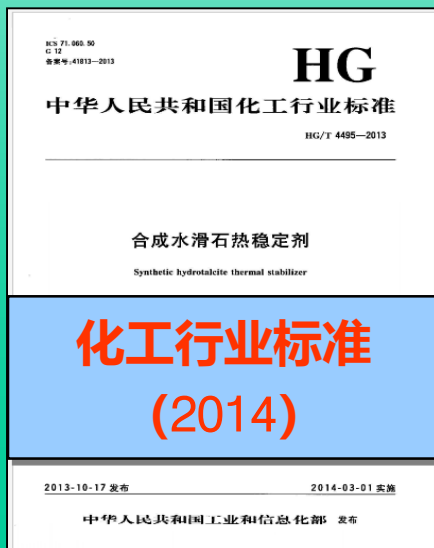 ICS 71.060.50
G 12
备案号:41813—2013
HG
中华人民共和国化工行业标准
HG/T 4495—2013
合成水滑石热稳定剂
Synthetic hydrotalcite thermal stabilizer
化工行业标准
(2014)
2013-10-17 发布
2014-03-01 实施
中华人民共和国工业和信息化部 发布